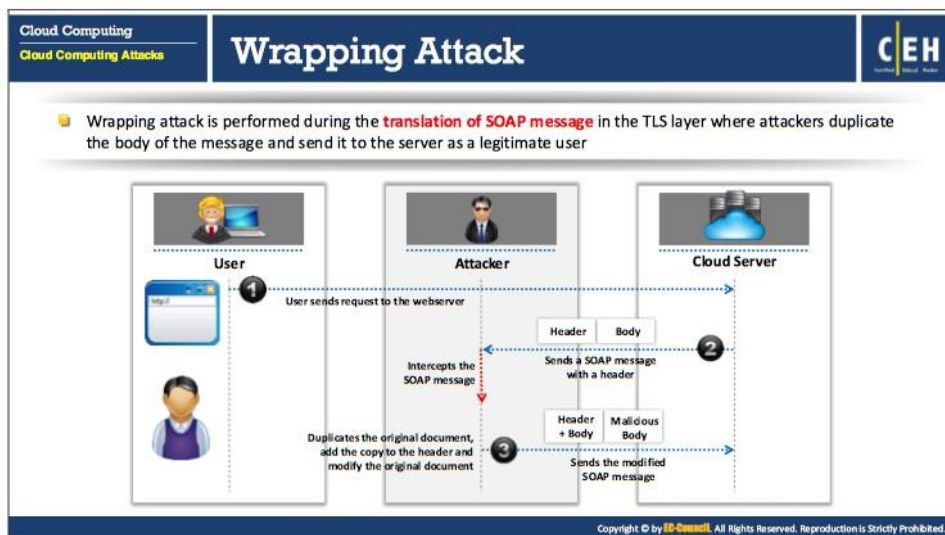 Cloud Computing
Cloud Computing Attacks
Wrapping Attack
C|EH
Wrapping attack is performed during the translation of SOAP message in the TLS layer where attackers duplicate
the body of the message and send it to the server as a legitimate user
User
Attacker
Cloud Server
http://
1
User sends request to the webserver
Header
Body
2
Sends a SOAP message
with a header
Intercepts the
SOAP message
Header
+ Body
Malicious
Body
Duplicates the original document,
add the copy to the header and
modify the original document
3
Sends the modified
SOAP message
Copyright © by EC-Council. All Rights Reserved. Reproduction is Strictly Prohibited.